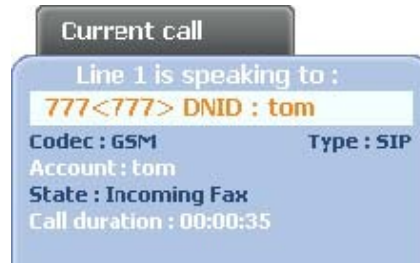 Current call
Line 1 is speaking to :
777<777> DNID : tom
Codec : GSM Type : SIP
Account : tom
State : Incoming Fax
Call duration : 00:00:35